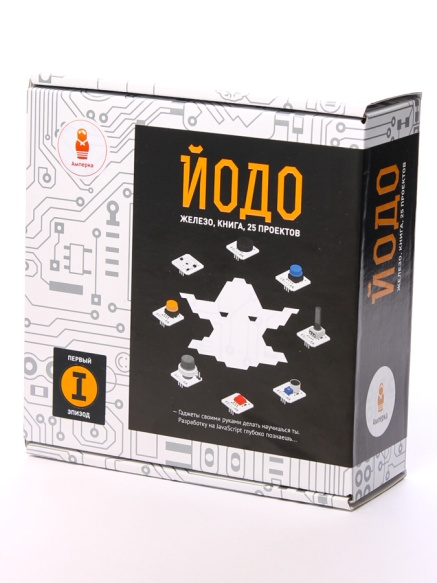 Амперка
ЙОДО
ЖЕЛЕЗО, КНИГА, 25 ПРОЕКТОВ
ПЕРВЫЙ
I
ЭПИЗОД
— Гаджеты своими руками делать научишься ты.
Разработку на JavaScript глубоко познаешь...
ЙОДО
ЖЕЛЕЗО, КНИГА, 25 ПРОЕКТОВ
Амперка